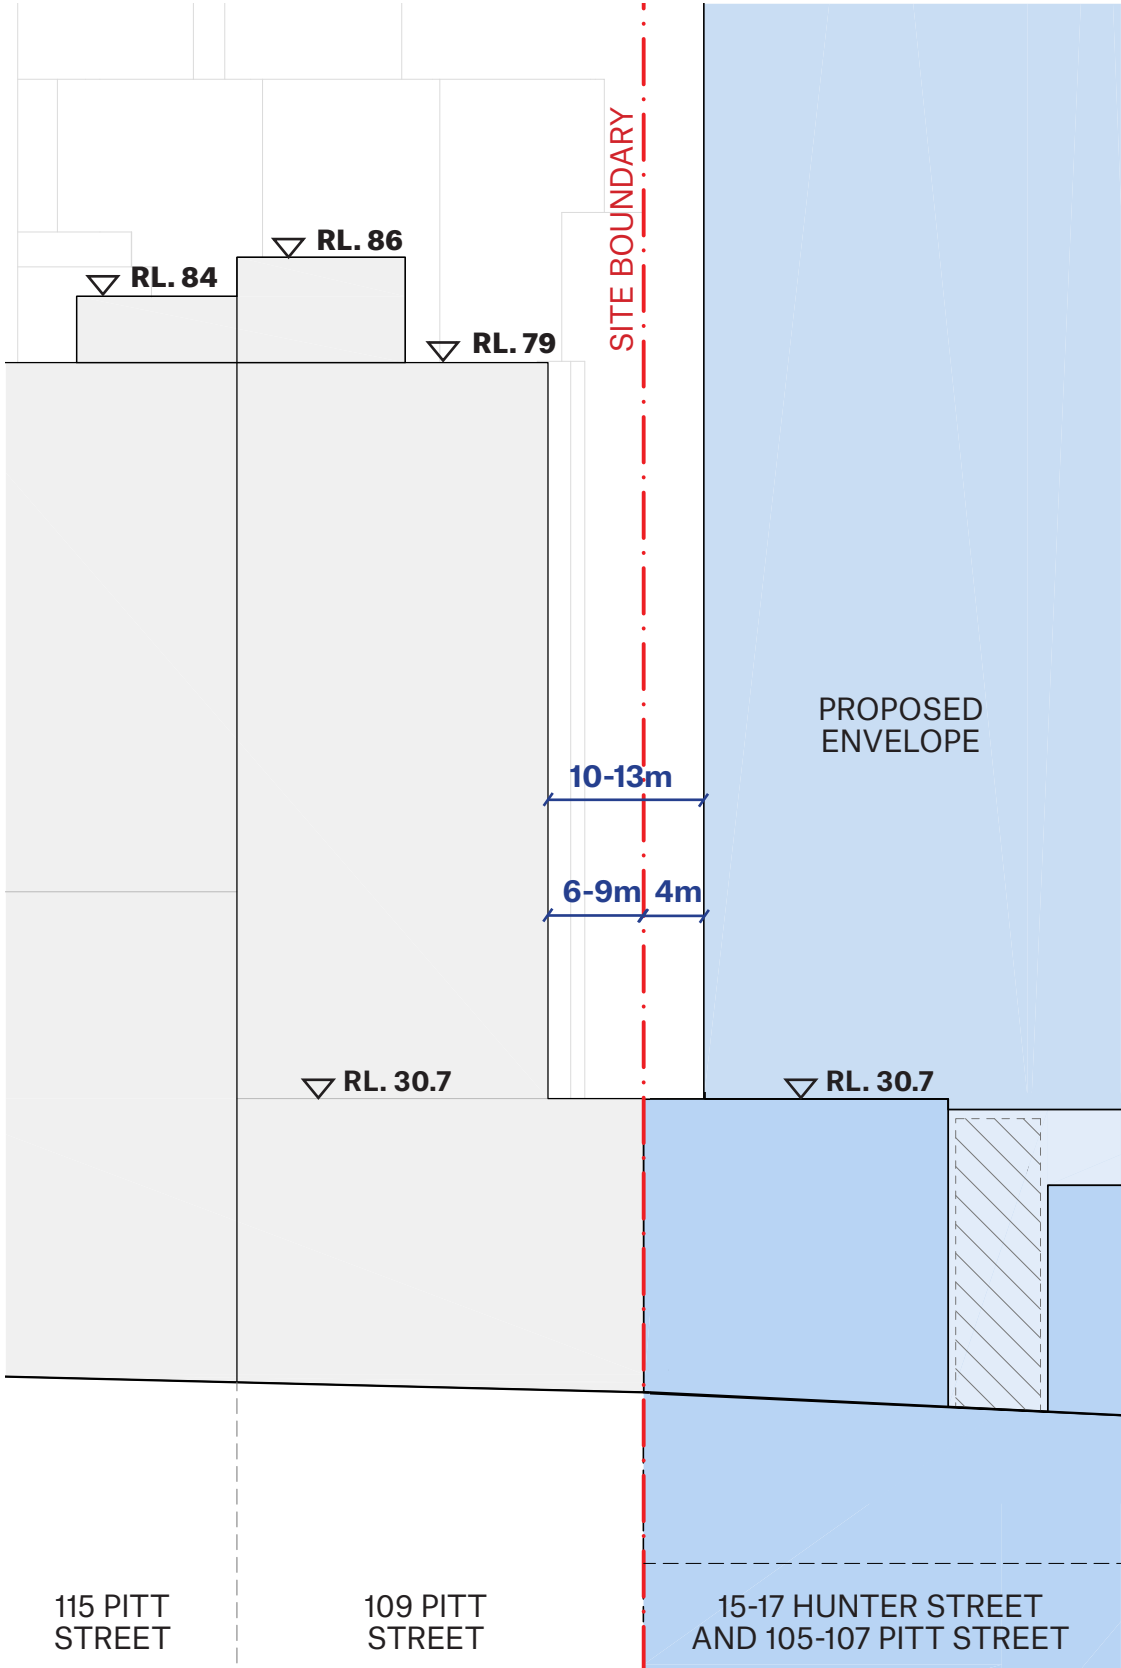 SITE BOUNDARY
RL. 86
RL. 84
RL. 79
PROPOSED
ENVELOPE
10-13m
6-9m 4m
RL. 30.7
RL. 30.7
115 PITT
STREET
109 PITT
STREET
15-17 HUNTER STREET
AND 105-107 PITT STREET